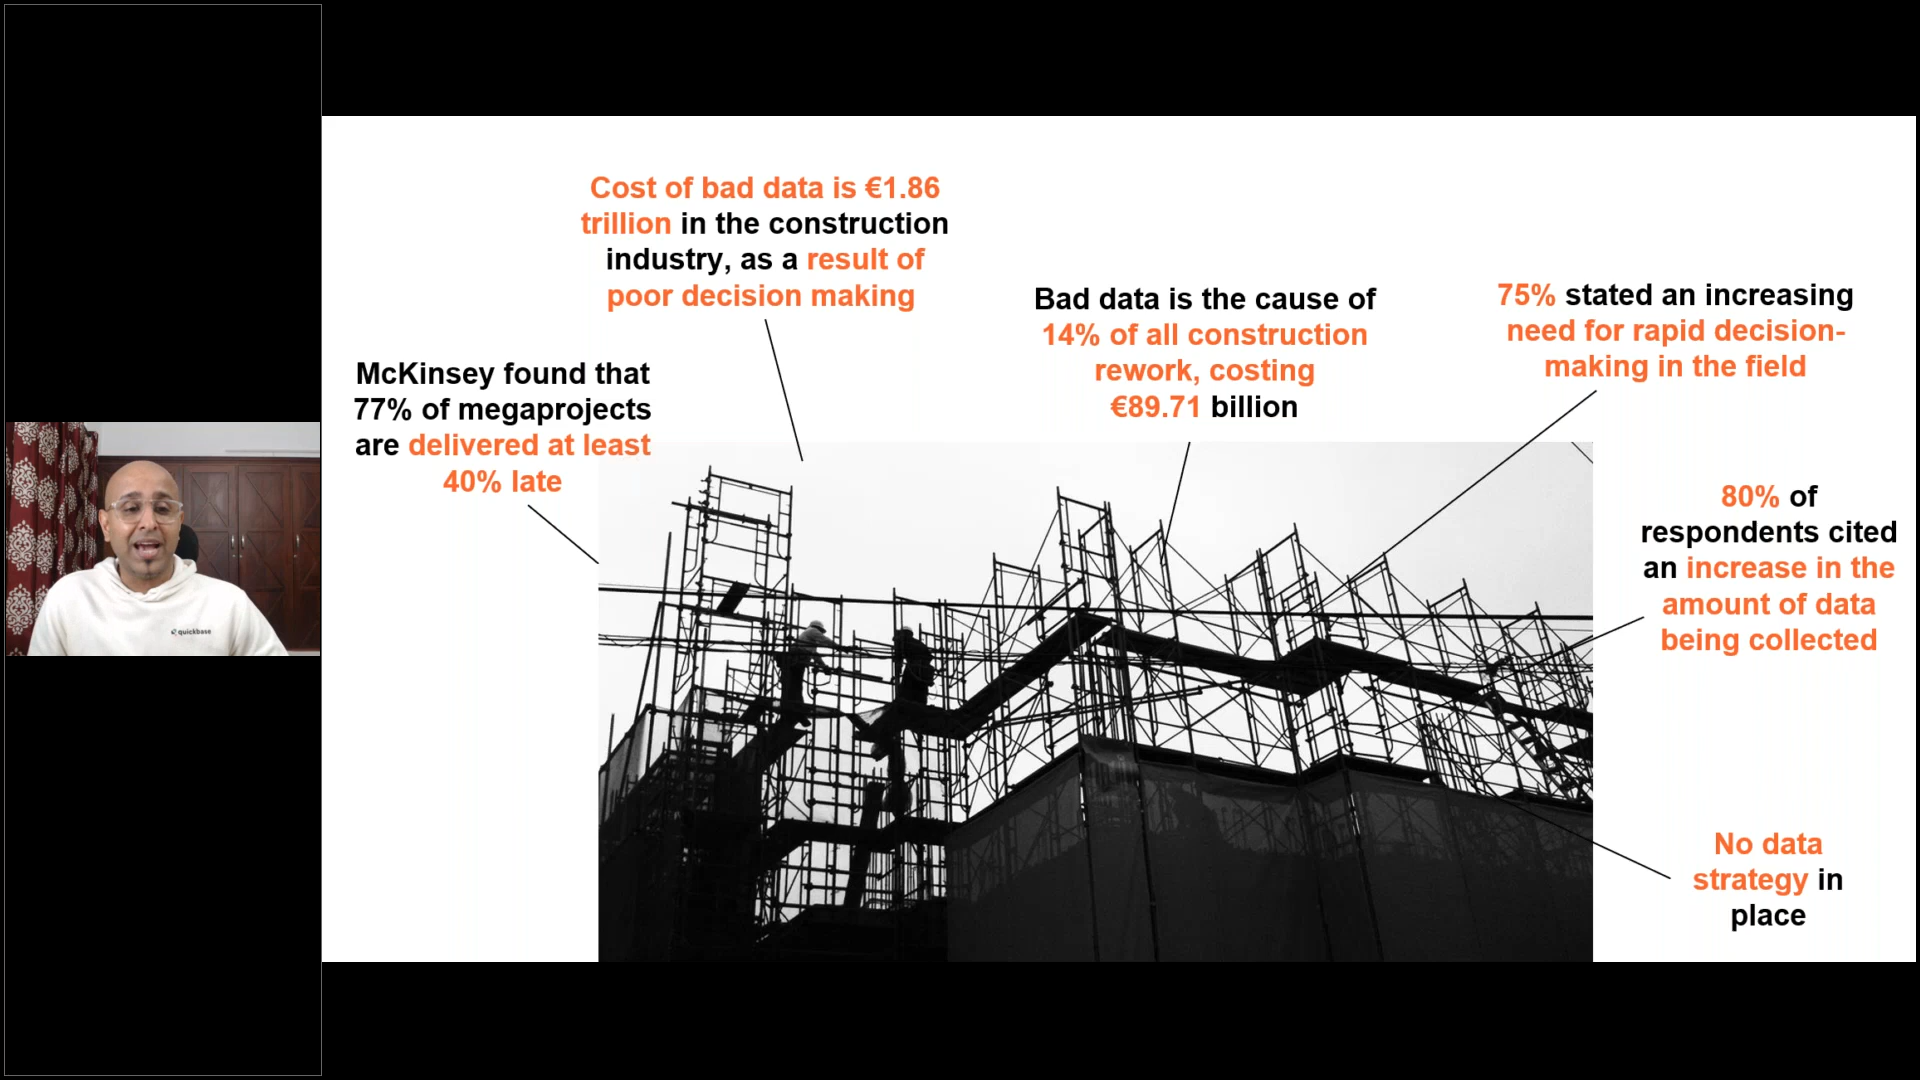 Cost of bad data is €1.86
trillion in the construction
industry, as a result of
poor decision making
McKinsey found that
77% of megaprojects
are delivered at least
40% late
Bad data is the cause of
14% of all construction
rework, costing
€89.71 billion
75% stated an increasing
need for rapid decision-
making in the field
80% of
respondents cited
an increase in the
amount of data
being collected
No data
strategy in
place
quickbase